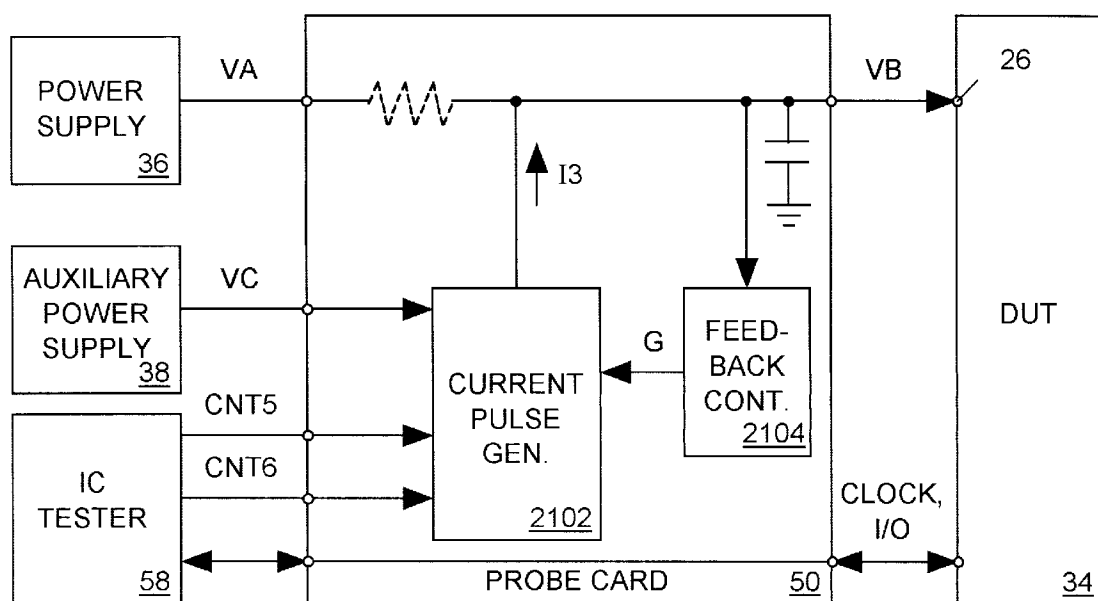 POWER
SUPPLY
36
VA
VB
26
I3
AUXILIARY
POWER
SUPPLY
38
VC
CURRENT
PULSE
GEN.
2102
G
FEED-
BACK
CONT.
2104
DUT
IC
TESTER
58
CNT5
CNT6
PROBE CARD
50
CLOCK,
I/O
34